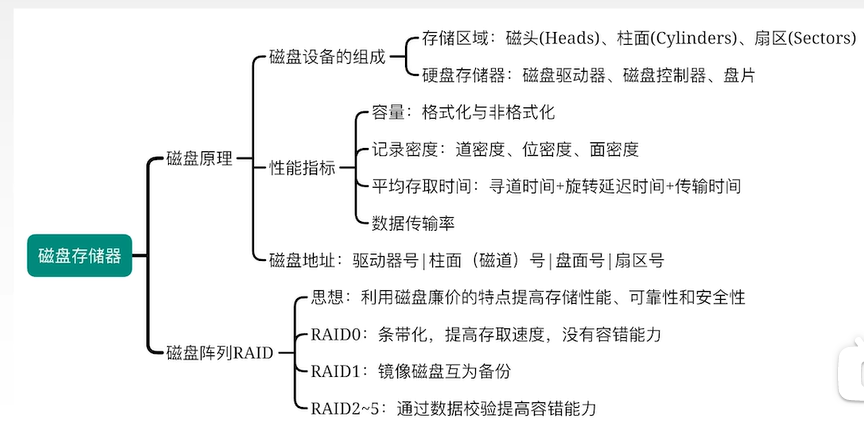 磁盘存储器
磁盘原理
磁盘设备的组成
存储区域：磁头(Heads)、柱面(Cylinders)、扇区(Sectors)
硬盘存储器：磁盘驱动器、磁盘控制器、盘片
性能指标
容量：格式化与非格式化
记录密度：道密度、位密度、面密度
平均存取时间：寻道时间+旋转延迟时间+传输时间
数据传输率
磁盘地址：驱动器号|柱面（磁道）号|盘面号|扇区号
磁盘阵列RAID
思想：利用磁盘廉价的特点提高存储性能、可靠性和安全性
RAID0：条带化，提高存取速度，没有容错能力
RAID1：镜像磁盘互为备份
RAID2~5：通过数据校验提高容错能力